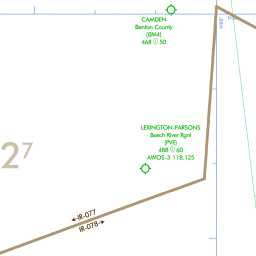 CAMDEN
Benton County
(0M4)
468 Ⓛ 50
W88°
LEXINGTON-PARSONS
Beech River Rgnl
(PVE)
488 Ⓛ 60
AWOS-3 118.125
2⁷
←IR-077
IR-078→